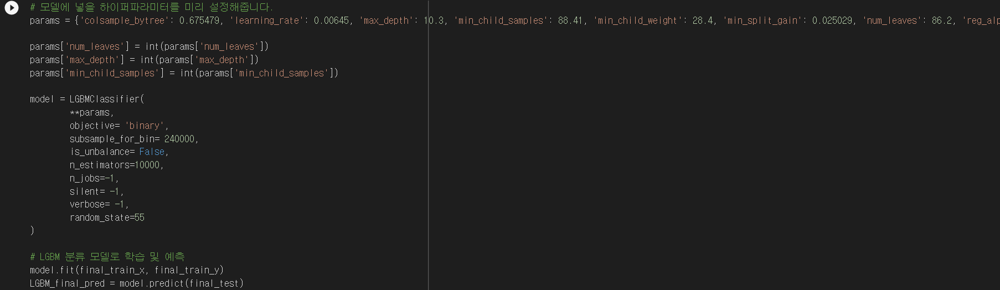 # 모델에 넣을 하이퍼파라미터를 미리 설정해줍니다.
params = {'colsample_bytree': 0.675479, 'learning_rate': 0.00645, 'max_depth': 10.3, 'min_child_samples': 88.41, 'min_child_weight': 28.4, 'min_split_gain': 0.025029, 'num_leaves': 86.2, 'reg_alp
params['num_leaves'] = int(params['num_leaves'])
params['max_depth'] = int(params['max_depth'])
params['min_child_samples'] = int(params['min_child_samples'])
model = LGBMClassifier(
**params,
objective= 'binary',
subsample_for_bin= 240000,
is_unbalance= False,
n_estimators=10000,
n_jobs=-1,
silent= -1,
verbose= -1,
random_state=55
)
# LGBM 분류 모델로 학습 및 예측
model.fit(final_train_x, final_train_y)
LGBM_final_pred = model.predict(final_test)